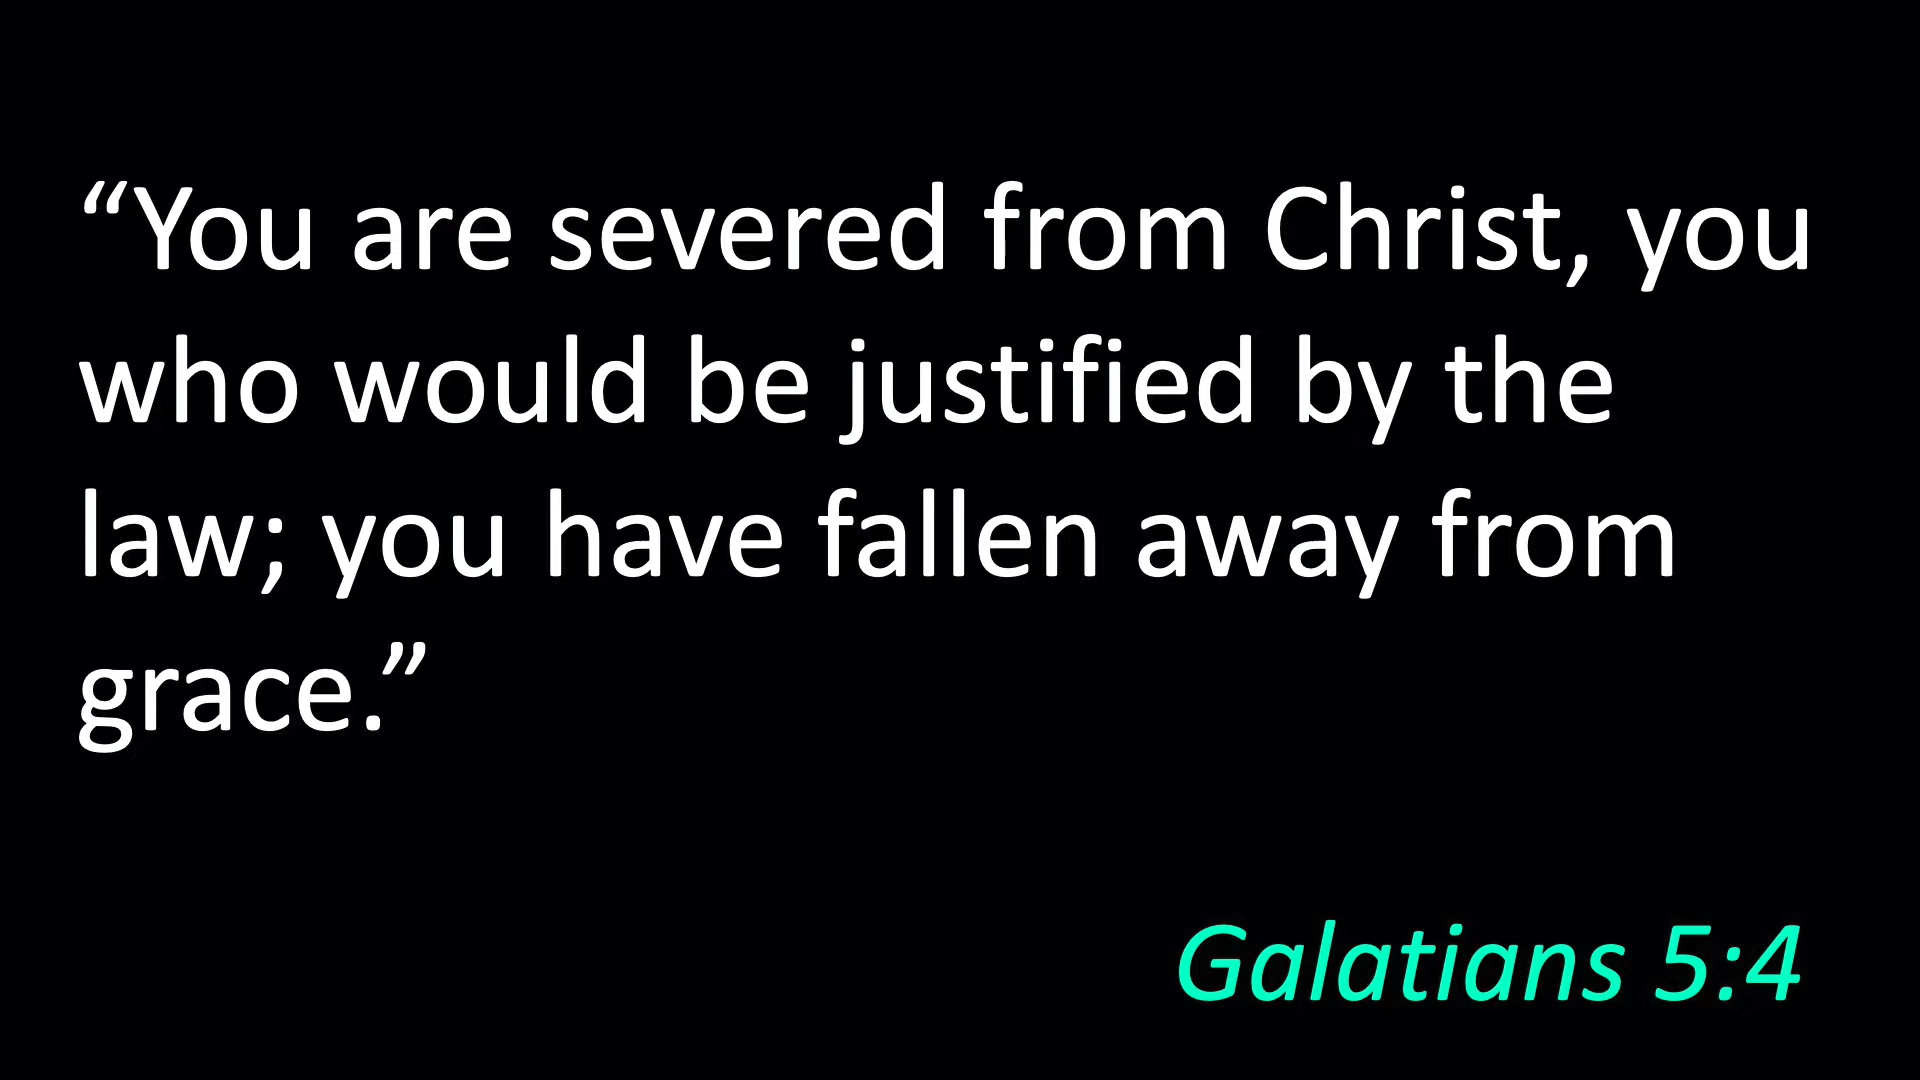 “You are severed from Christ, you
who would be justified by the
law; you have fallen away from
grace.”
Galatians 5:4